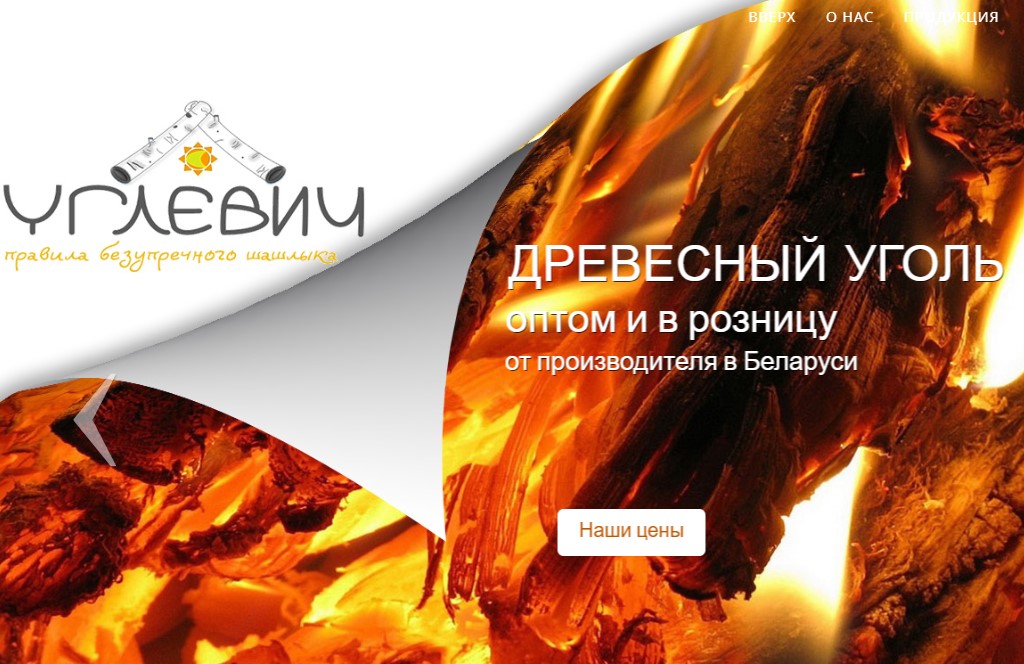 ВВЕРХ О НАС ПРОДУКЦИЯ
УГЛЕВИЧ
правила безупречного шашлыка
ДРЕВЕСНЫЙ УГОЛЬ
оптом и в розницу
от производителя в Беларуси
Наши цены